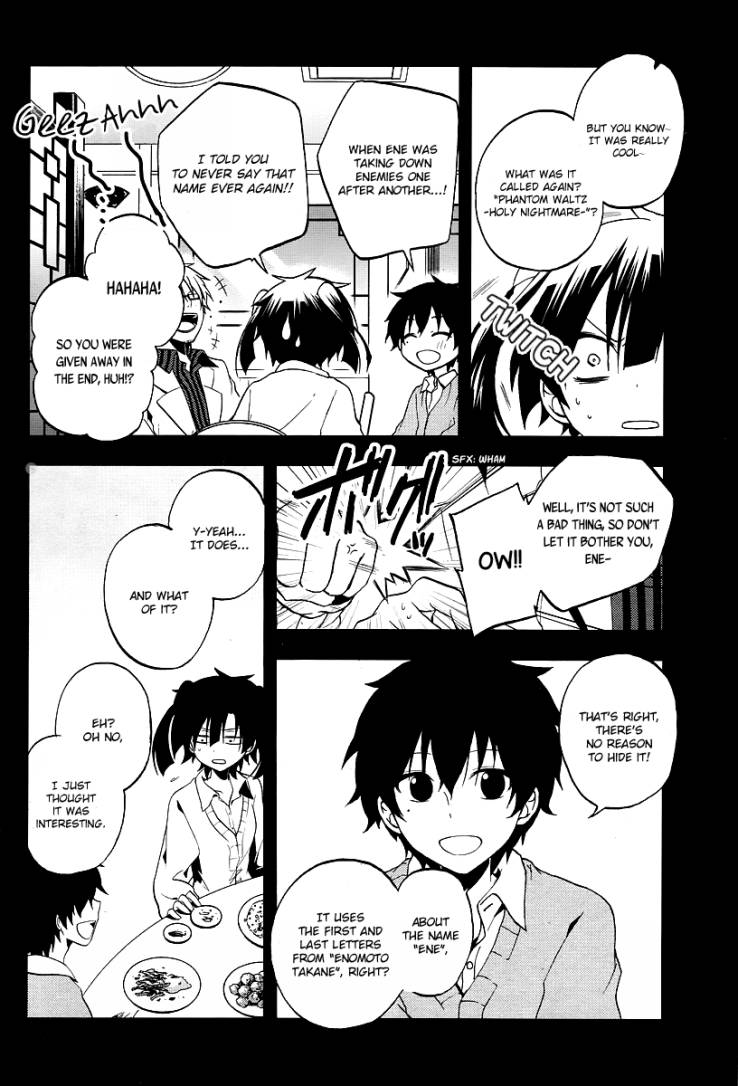 BUT YOU KNOW~
IT WAS REALLY
COOL~
WHAT WAS IT
CALLED AGAIN?
"PHANTOM WALTZ
-HOLY NIGHTMARE-"?
TWITCH
WHEN ENE WAS
TAKING DOWN
ENEMIES ONE
AFTER ANOTHER...!
I TOLD YOU
TO NEVER SAY THAT
NAME EVER AGAIN!!
Geez Ahhh
HAHAHA!
SO YOU WERE
GIVEN AWAY IN
THE END, HUH!?
WELL, IT'S NOT SUCH
A BAD THING, SO DON'T
LET IT BOTHER YOU,
ENE~
OW!!
SFX: WHAM
ボゲ
THAT'S RIGHT,
THERE'S
NO REASON
TO HIDE IT!
ABOUT
THE NAME
"ENE",
IT USES
THE FIRST AND
LAST LETTERS
FROM "ENOMOTO
TAKANE", RIGHT?
Y-YEAH...
IT DOES...
AND WHAT
OF IT?
EH?
OH NO,
I JUST
THOUGHT
IT WAS
INTERESTING.